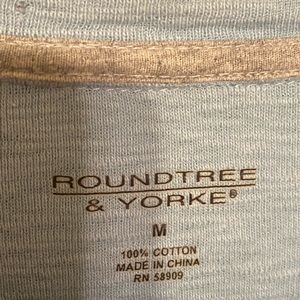 ROUNDTREE
& YORKE®
M
100% COTTON
MADE IN CHINA
RN 58909